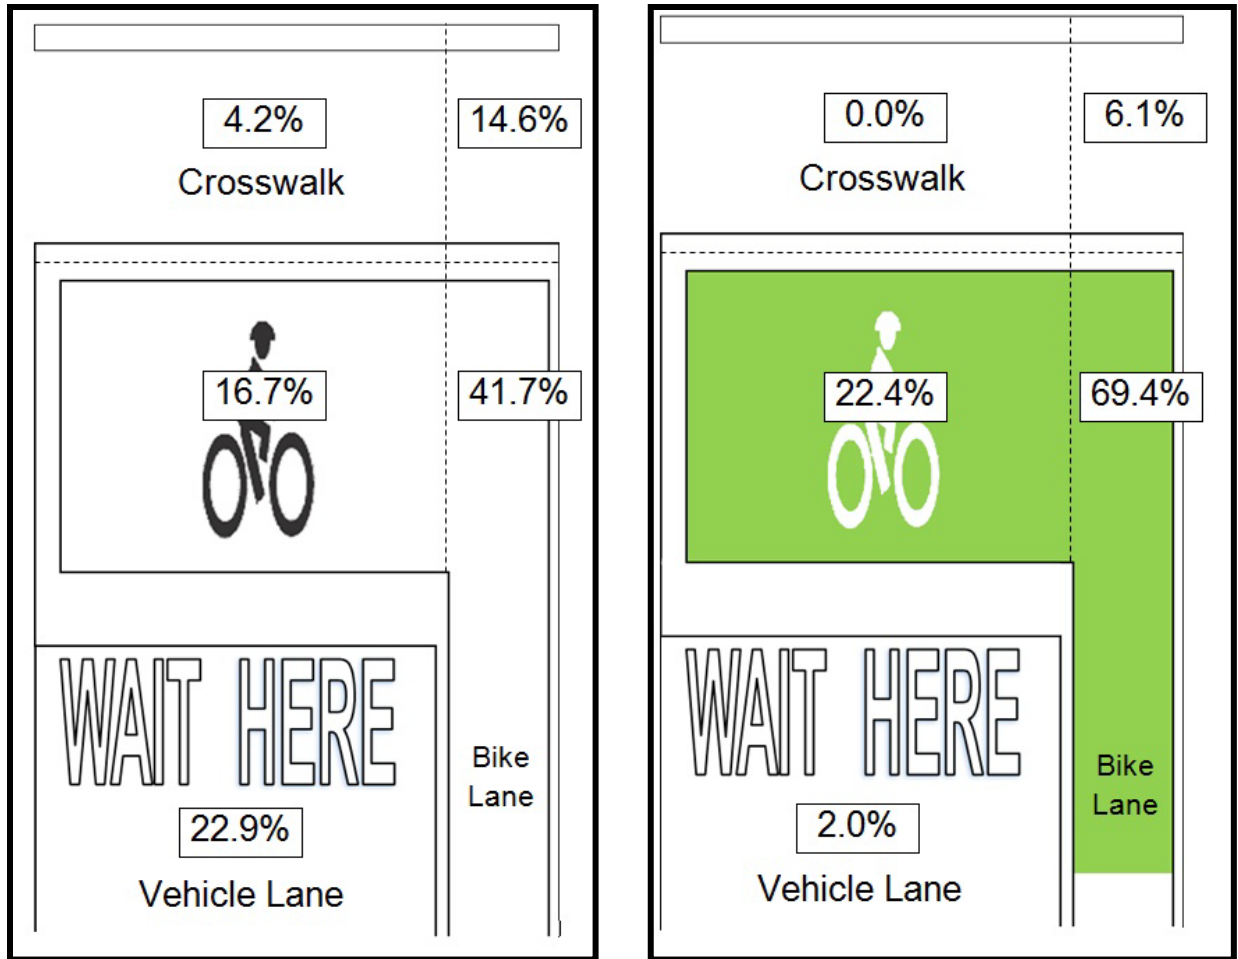 4.2%
14.6%
Crosswalk
16.7%
41.7%
WAIT HERE
Bike
Lane
22.9%
Vehicle Lane
0.0%
6.1%
Crosswalk
22.4%
69.4%
WAIT HERE
Bike
Lane
2.0%
Vehicle Lane